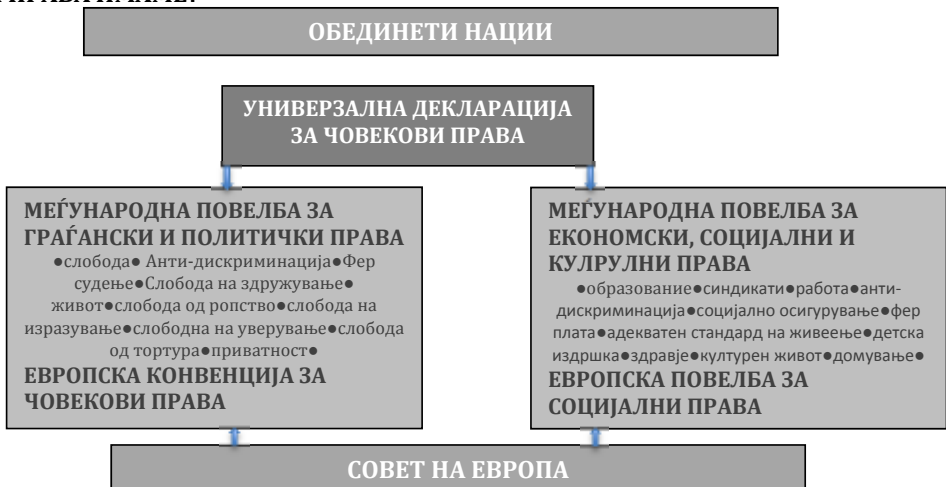 ОБЕДИНЕТИ НАЦИИ
УНИВЕРЗАЛНА ДЕКЛАРАЦИЈА
ЗА ЧОВЕКОВИ ПРАВА
МЕЃУНАРОДНА ПОВЕЛБА ЗА
ГРАЃАНСКИ И ПОЛИТИЧКИ ПРАВА
●слобода● Анти-дискриминација●Фер
судење●Слобода на здружување●
живот●слобода од ропство●слобода на
изразување●слободна на уверување●слобода
од тортура●приватност●
ЕВРОПСКА КОНВЕНЦИЈА ЗА
ЧОВЕКОВИ ПРАВА
МЕЃУНАРОДНА ПОВЕЛБА ЗА
ЕКОНОМСКИ, СОЦИЈАЛНИ И
КУЛРУЛНИ ПРАВА
●образование●синдикати●работа●анти-
дискриминација●социјално осигурување●фер
плата●адекватен стандард на живеење●детска
издршка●здравје●културен живот●домување●
ЕВРОПСКА ПОВЕЛБА ЗА
СОЦИЈАЛНИ ПРАВА
СОВЕТ НА ЕВРОПА